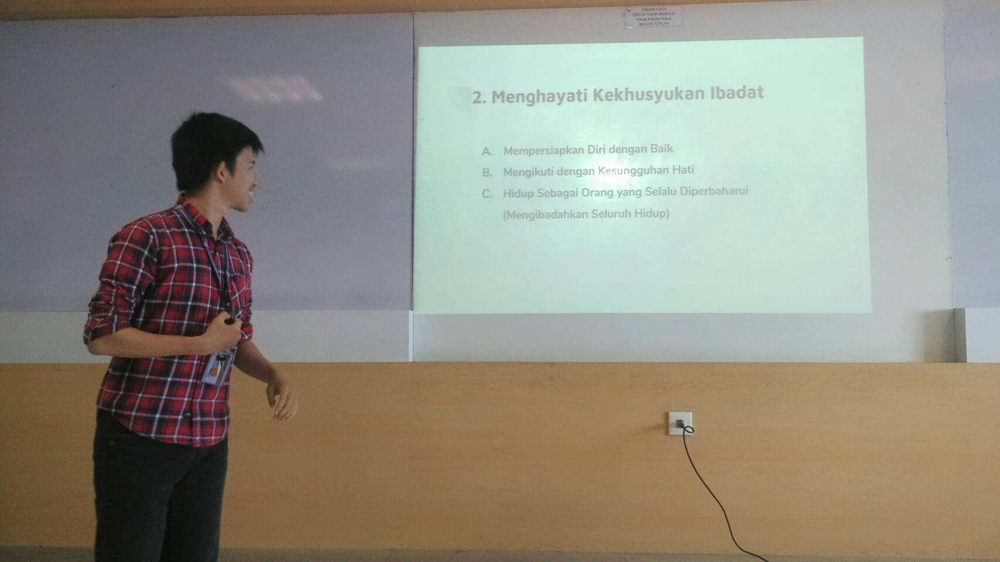 TERIMA KASIH
UNTUK TIDAK MENULIS
PADA PAPAN TULIS
BAGIAN TENGAH
2. Menghayati Kekhusyukan Ibadat
A. Mempersiapkan Diri dengan Baik
B. Mengikuti dengan Kesungguhan Hati
C. Hidup Sebagai Orang yang Selalu Diperbaharui
(Mengibadahkan Seluruh Hidup)